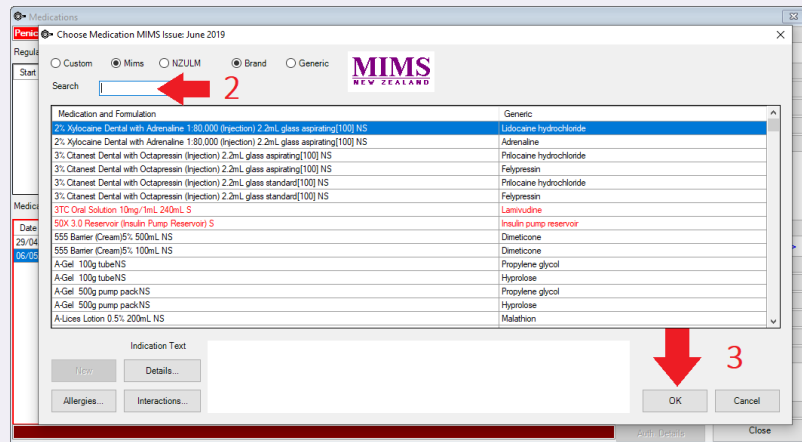 Medications
Penic
Choose Medication MIMS Issue: June 2019
Regula
Custom Mims NZULM Brand Generic
MIMS
NEW ZEALAND
Start
Search
2
Medication and Formulation Generic
2% Xylocaine Dental with Adrenaline 1:80,000 (Injection) 2.2mL glass aspirating[100] NS Lidocaine hydrochloride
2% Xylocaine Dental with Adrenaline 1:80,000 (Injection) 2.2mL glass aspirating[100] NS Adrenaline
3% Citanest Dental with Octapressin (Injection) 2.2mL glass aspirating[100] NS Prilocaine hydrochloride
3% Citanest Dental with Octapressin (Injection) 2.2mL glass aspirating[100] NS Felypressin
3% Citanest Dental with Octapressin (Injection) 2.2mL glass standard[100] NS Prilocaine hydrochloride
3% Citanest Dental with Octapressin (Injection) 2.2mL glass standard[100] NS Felypressin
3TC Oral Solution 10mg/1mL 240mL S Lamivudine
50X 3.0 Reservoir (Insulin Pump Reservoir) S Insulin pump reservoir
555 Barrier (Cream)5% 500mL NS Dimeticone
555 Barrier (Cream)5% 100mL NS Dimeticone
A-Gel 100g tubeNS Propylene glycol
A-Gel 100g tubeNS Hyprolose
A-Gel 500g pump packNS Propylene glycol
A-Gel 500g pump packNS Hyprolose
A-Lices Lotion 0.5% 200mL NS Malathion
Medica
Date
29/04
06/05
Indication Text
New Details...
3
Allergies... Interactions...
OK Cancel
Auth. Details
Close